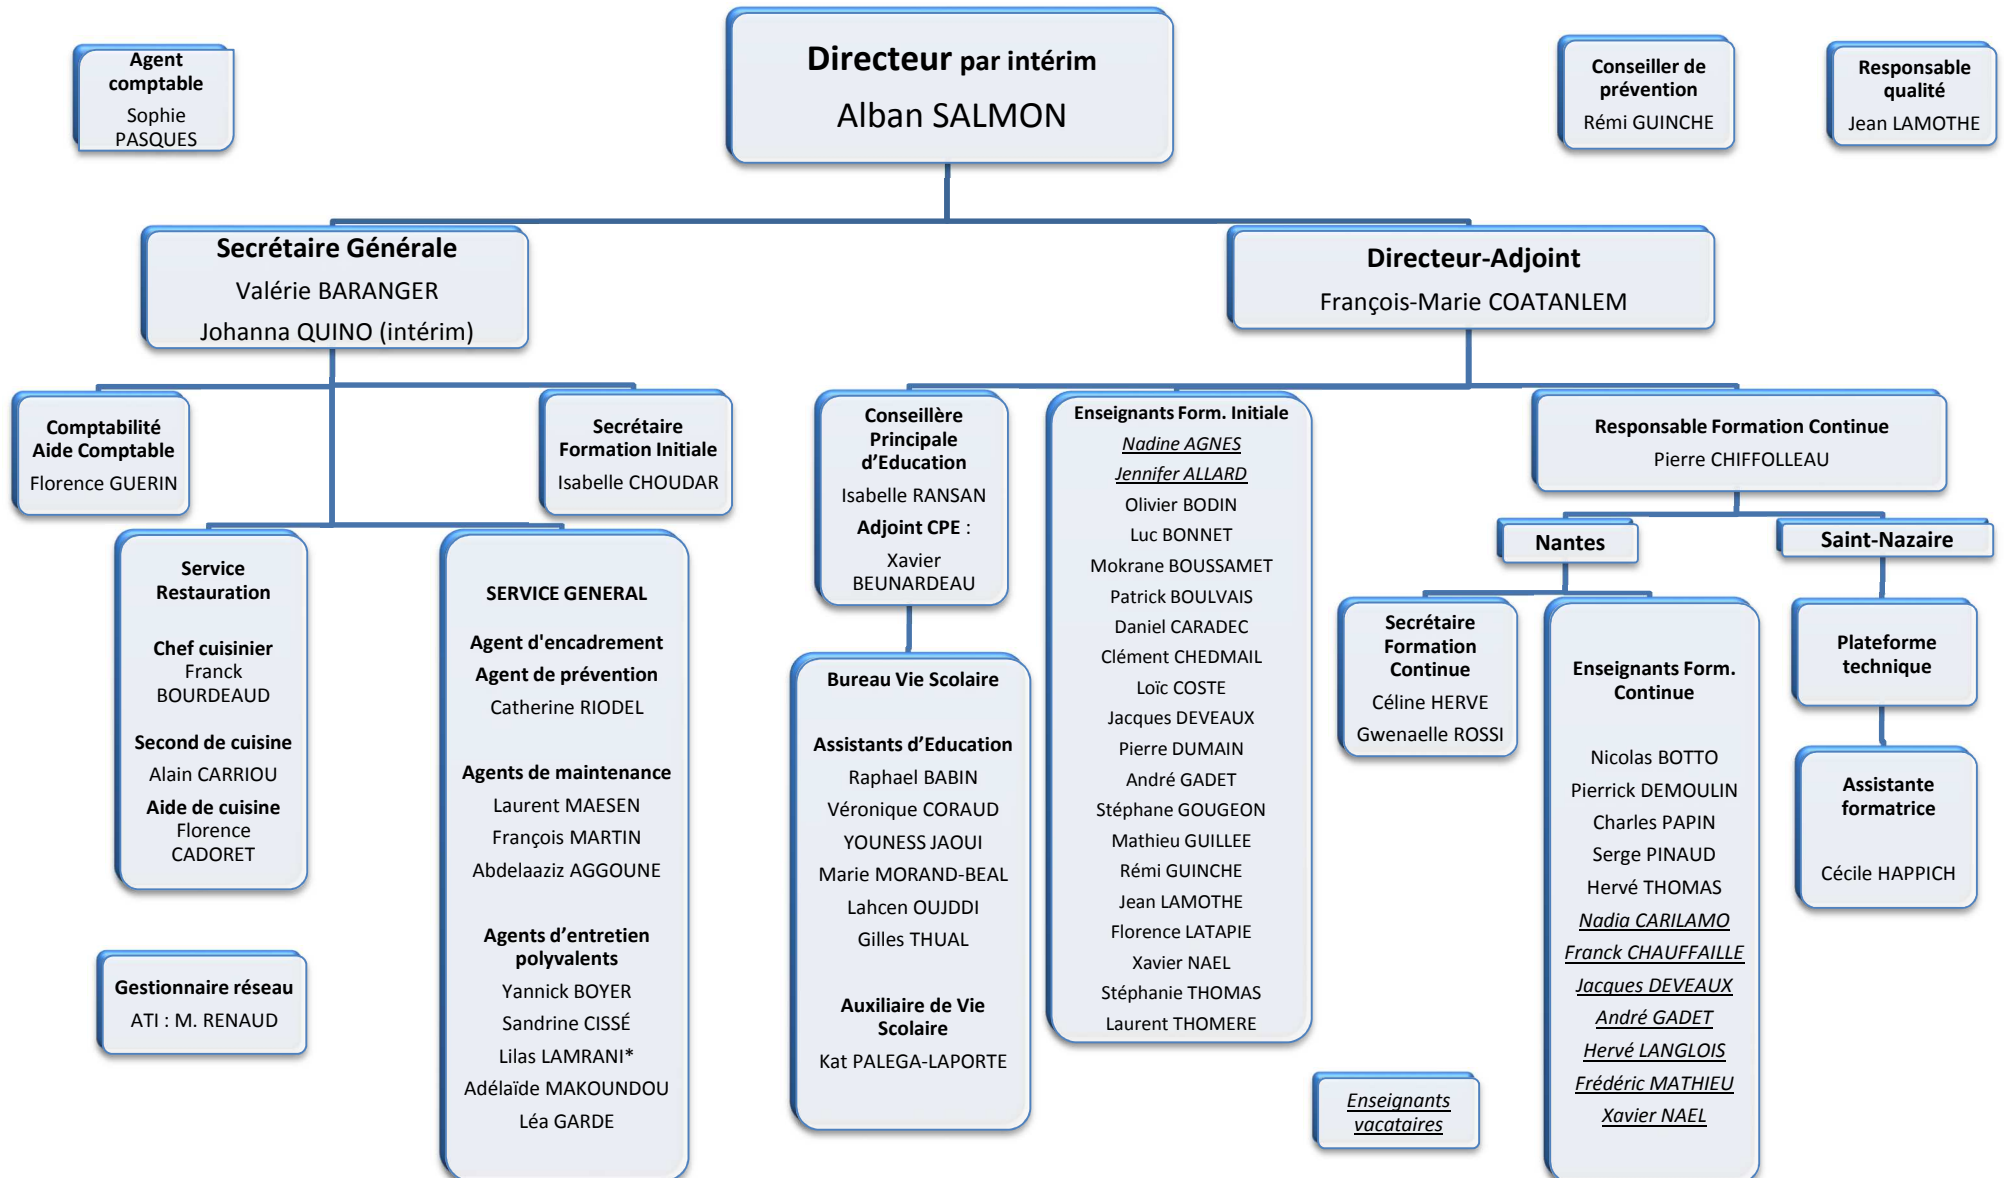 Agent
comptable
Sophie
PASQUES
Directeur par intérim
Alban SALMON
Conseiller de
prévention
Rémi GUINCHE
Responsable
qualité
Jean LAMOTHE
Secrétaire Générale
Valérie BARANGER
Johanna QUINO (intérim)
Directeur-Adjoint
François-Marie COATANLEM
Comptabilité
Aide Comptable
Florence GUERIN
Secrétaire
Formation Initiale
Isabelle CHOUDAR
Service
Restauration
Chef cuisinier
Franck
BOURDEAUD
Second de cuisine
Alain CARRIOU
Aide de cuisine
Florence
CADORET
Gestionnaire réseau
ATI : M. RENAUD
SERVICE GENERAL
Agent d'encadrement
Agent de prévention
Catherine RIODEL
Agents de maintenance
Laurent MAESEN
François MARTIN
Abdelaaziz AGGOUNE
Agents d’entretien
polyvalents
Yannick BOYER
Sandrine CISSÉ
Lilas LAMRANI*
Adélaïde MAKOUNDOU
Léa GARDE
Conseillère
Principale
d’Education
Isabelle RANSAN
Adjoint CPE :
Xavier
BEUNARDEAU
Bureau Vie Scolaire
Assistants d’Education
Raphael BABIN
Véronique CORAUD
YOUNESS JAOUI
Marie MORAND-BEAL
Lahcen OUJDDI
Gilles THUAL
Auxiliaire de Vie
Scolaire
Kat PALEGA-LAPORTE
Enseignants Form. Initiale
Nadine AGNES
Jennifer ALLARD
Olivier BODIN
Luc BONNET
Mokrane BOUSSAMET
Patrick BOULVAIS
Daniel CARADEC
Clément CHEDMAIL
Loïc COSTE
Jacques DEVEAUX
Pierre DUMAIN
André GADET
Stéphane GOUGEON
Mathieu GUILLEE
Rémi GUINCHE
Jean LAMOTHE
Florence LATAPIE
Xavier NAEL
Stéphanie THOMAS
Laurent THOMERE
Responsable Formation Continue
Pierre CHIFFOLLEAU
Nantes
Saint-Nazaire
Secrétaire
Formation
Continue
Céline HERVE
Gwenaelle ROSSI
Enseignants Form.
Continue
Nicolas BOTTO
Pierrick DEMOULIN
Charles PAPIN
Serge PINAUD
Hervé THOMAS
Nadia CARILAMO
Franck CHAUFFAILLE
Jacques DEVEAUX
André GADET
Hervé LANGLOIS
Frédéric MATHIEU
Xavier NAEL
Plateforme
technique
Assistante
formatrice
Cécile HAPPICH
Enseignants
vacataires